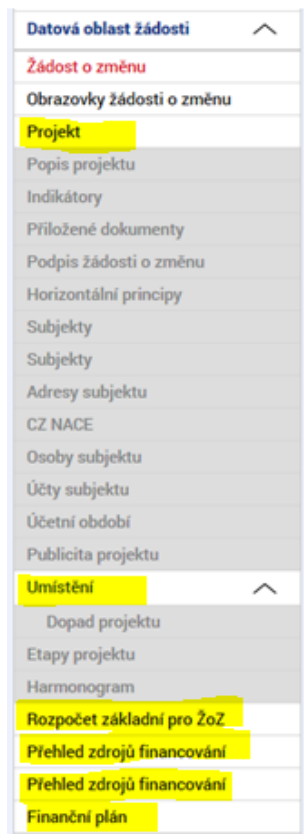 Datová oblast žádosti
Žádost o změnu
Obrazovky žádosti o změnu
Projekt
Popis projektu
Indikátory
Přiložené dokumenty
Podpis žádosti o změnu
Horizontální principy
Subjekty
Subjekty
Adresy subjektu
CZ NACE
Osoby subjektu
Účty subjektu
Účetní období
Publicita projektu
Umístění
Dopad projektu
Etapy projektu
Harmonogram
Rozpočet základní pro ŽoZ
Přehled zdrojů financování
Přehled zdrojů financování
Finanční plán